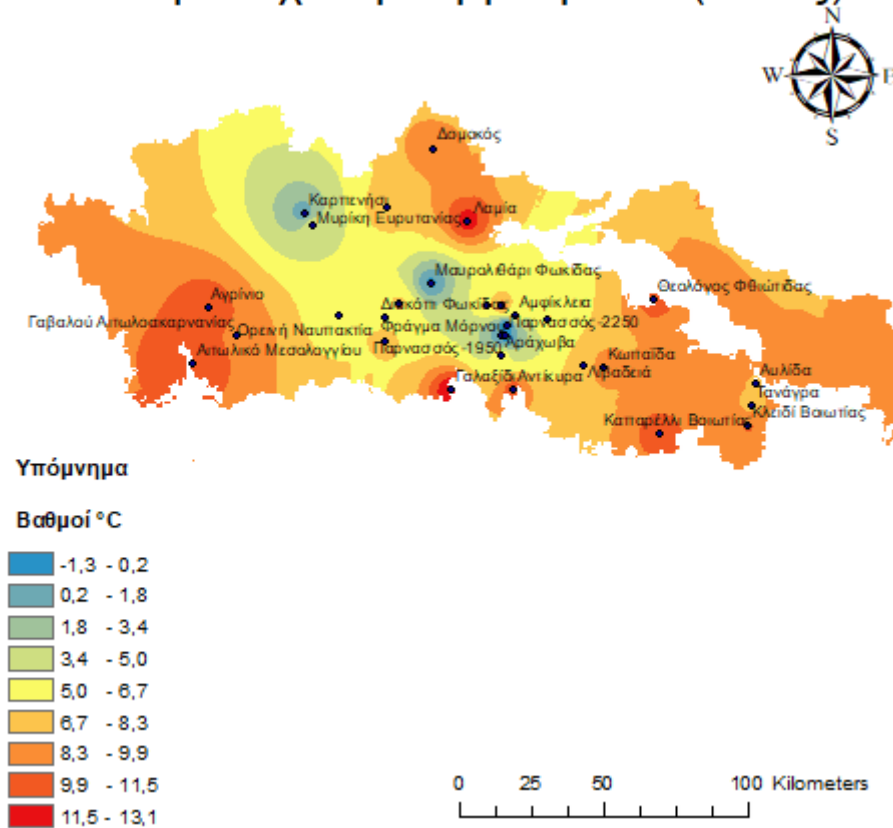 N
W E
S
Δομοκός
Καρπενήσι
Μυρίκη Ευρυτανίας
Λαμία
Μαυρολιθάρι Φωκίδας
Θεολόγος Φθιώτιδας
Αγρίνιο
Αμφίκλεια
Γαβαλού Αιτωλοακαρνανίας
Ορεινή Ναυπακτία
Φράγμα Μόρνου
Παρνασσός -2250
Αιτωλικό Μεσολογγίου
Παρνασσός -1950
Αράχωβα
Κωπαΐδα
Γαλαξίδι
Αντίκυρα
Λιβαδειά
Αυλίδα
Τανάγρα
Καπαρέλλι Βοιωτίας
Κλειδί Βοιωτίας
Υπόμνημα
Βαθμοί °C
-1,3 - 0,2
0,2 - 1,8
1,8 - 3,4
3,4 - 5,0
5,0 - 6,7
6,7 - 8,3
8,3 - 9,9
9,9 - 11,5
11,5 - 13,1
0 25 50 100 Kilometers